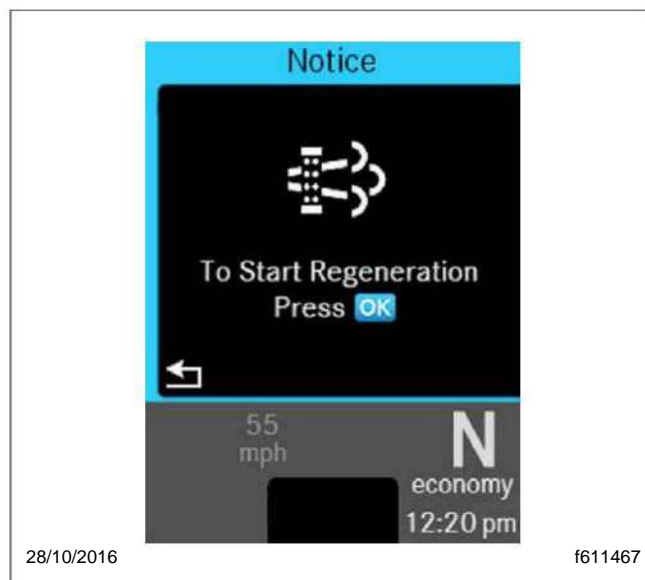 Notice
To Start Regeneration
Press OK
55
mph
N
economy
12:20 pm
28/10/2016
f611467